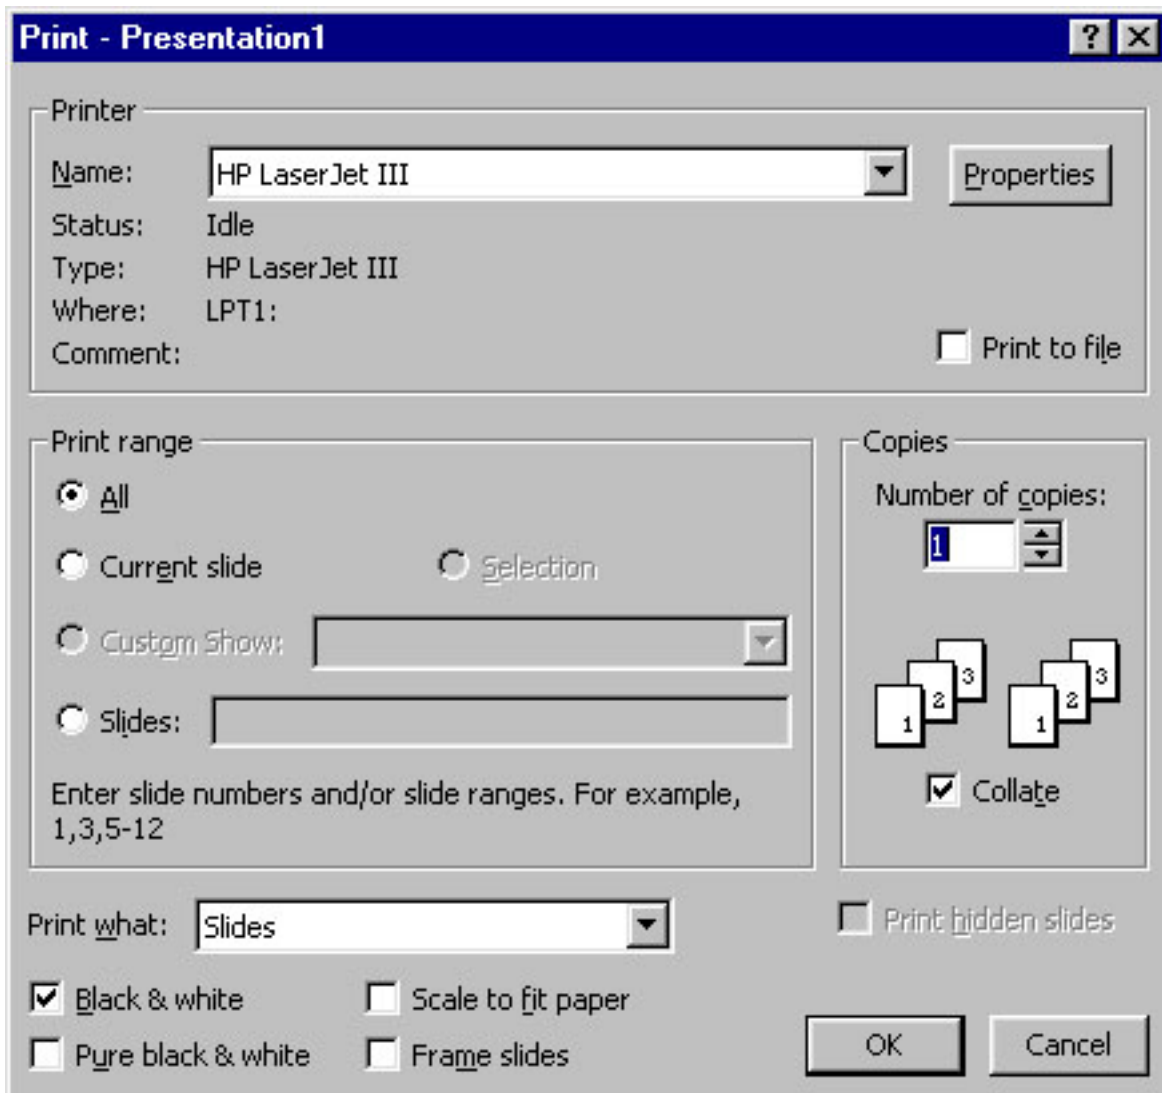 Print - Presentation1
Printer
Name: HP LaserJet III Properties
Status: Idle
Type: HP LaserJet III
Where: LPT1:
Comment:
Print to file
Print range
All
Current slide Selection
Custom Show:
Slides:
Enter slide numbers and/or slide ranges. For example,
1,3,5-12
Copies
Number of copies:
1
1 2 3 1 2 3
Collate
Print what: Slides
Print hidden slides
Black & white Scale to fit paper
Pure black & white Frame slides
OK Cancel